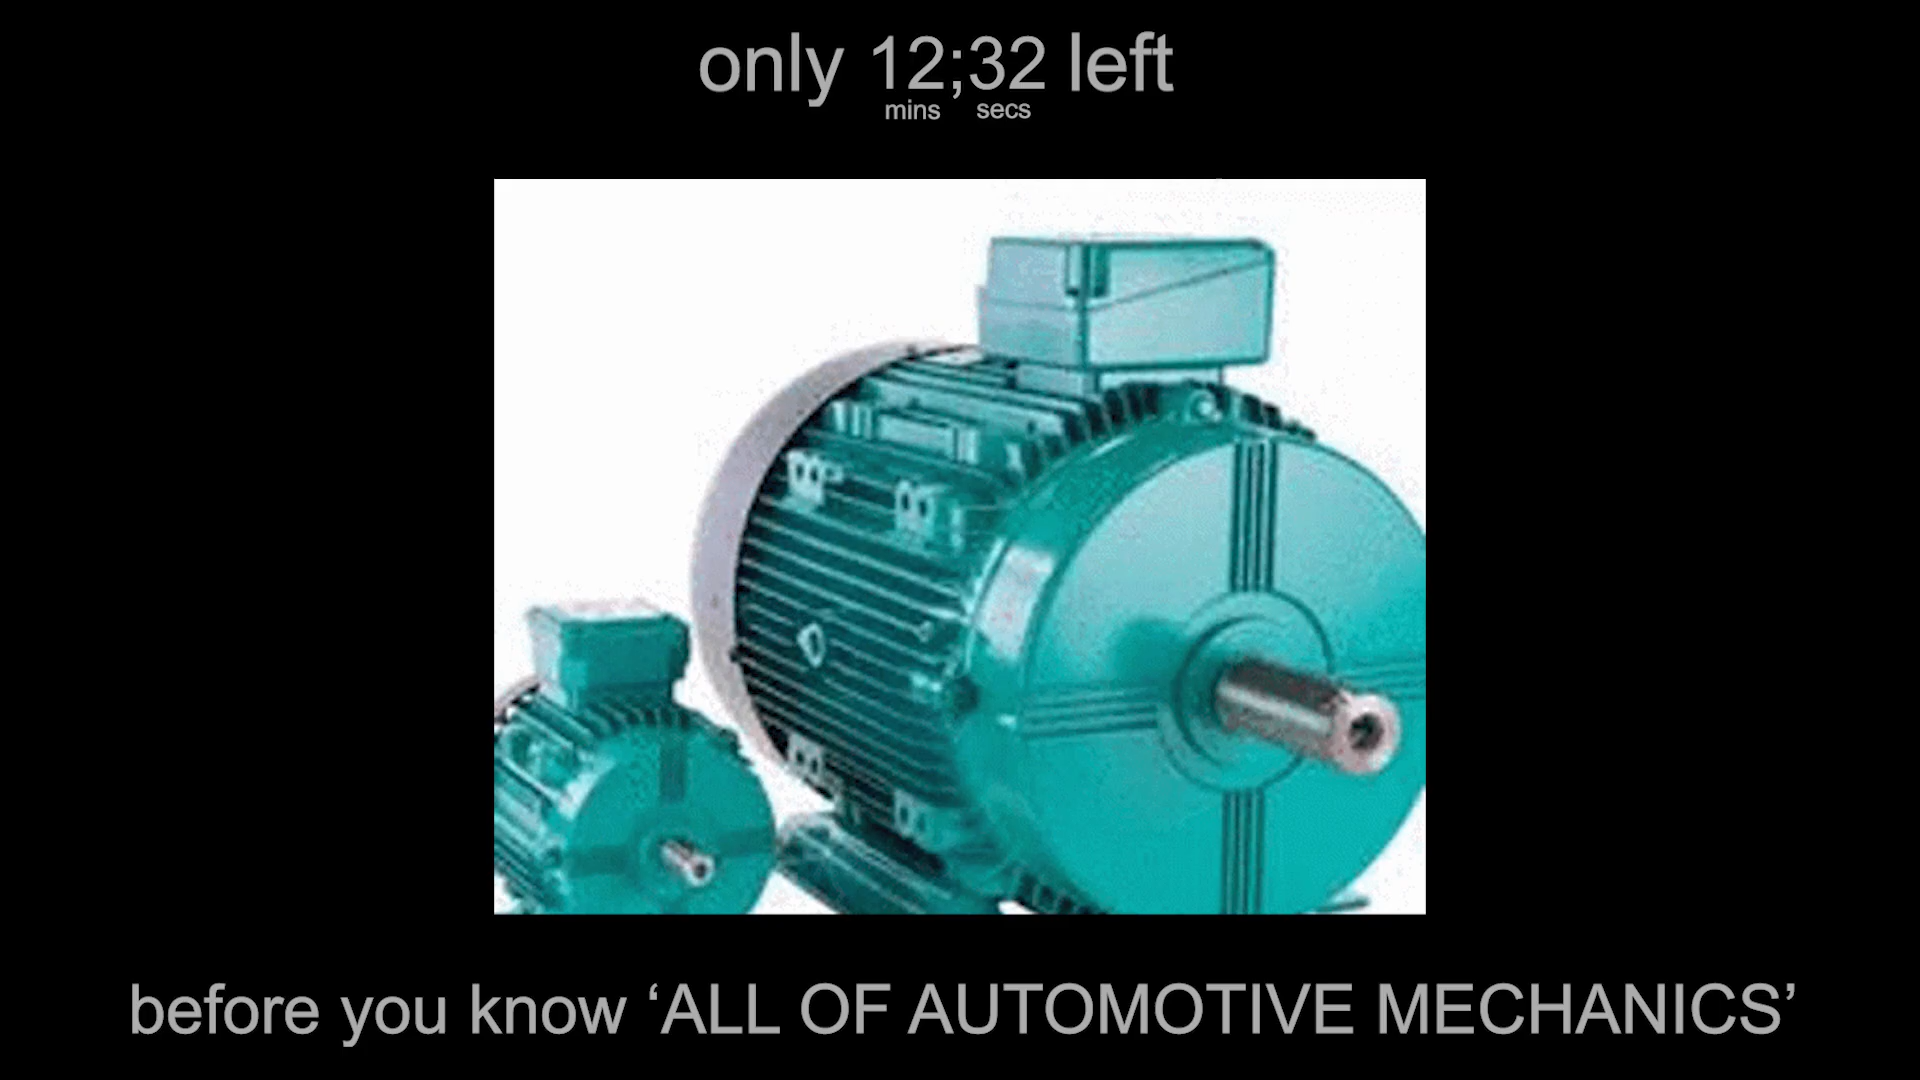 only 12;32 left
mins secs
before you know ‘ALL OF AUTOMOTIVE MECHANICS’